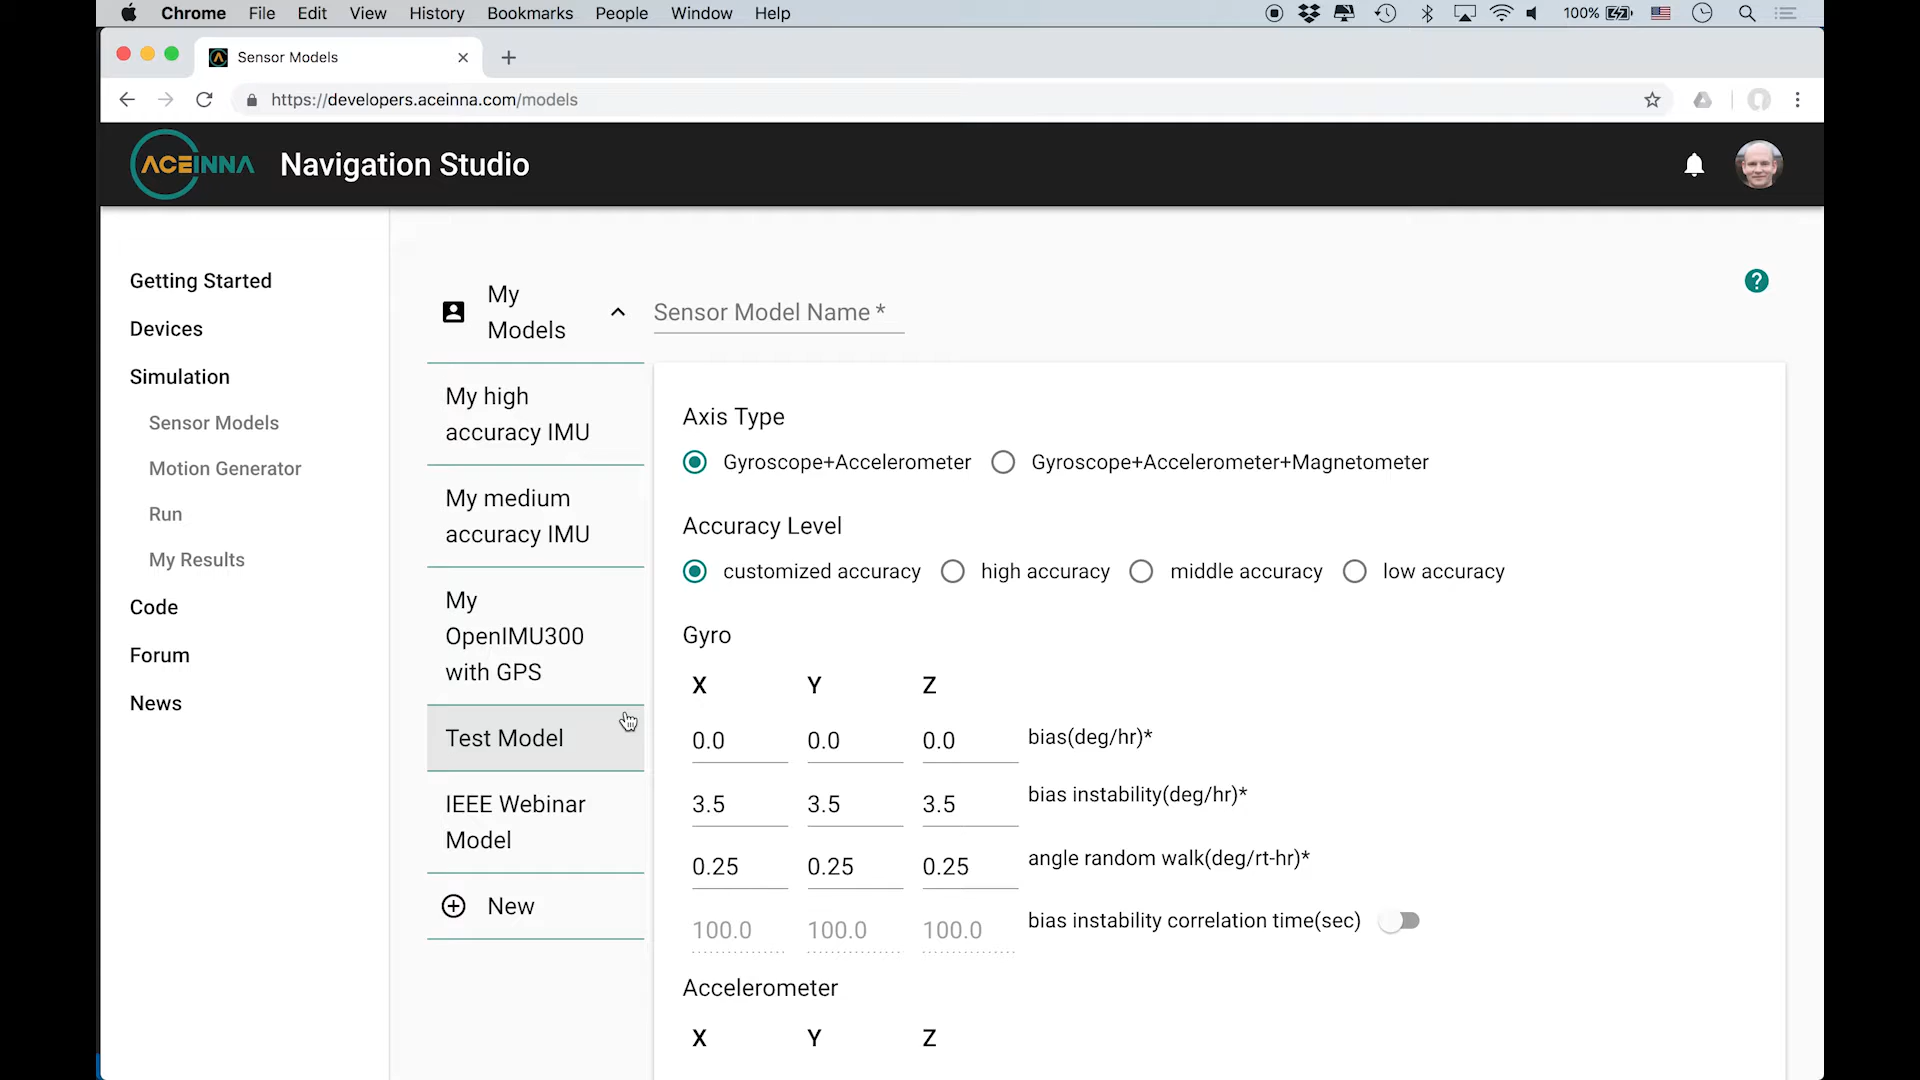 Chrome File Edit View History Bookmarks People Window Help 100%
Sensor Models
https://developers.aceinna.com/models
ACEINNA Navigation Studio
Getting Started
Devices
Simulation
Sensor Models
Motion Generator
Run
My Results
Code
Forum
News
My
Models
My high
accuracy IMU
My medium
accuracy IMU
My
OpenIMU300
with GPS
Test Model
IEEE Webinar
Model
New
Sensor Model Name *
?
Axis Type
Gyroscope+Accelerometer Gyroscope+Accelerometer+Magnetometer
Accuracy Level
customized accuracy high accuracy middle accuracy low accuracy
Gyro
X Y Z
0.0 0.0 0.0 bias(deg/hr)*
3.5 3.5 3.5 bias instability(deg/hr)*
0.25 0.25 0.25 angle random walk(deg/rt-hr)*
100.0 100.0 100.0 bias instability correlation time(sec)
Accelerometer
X Y Z